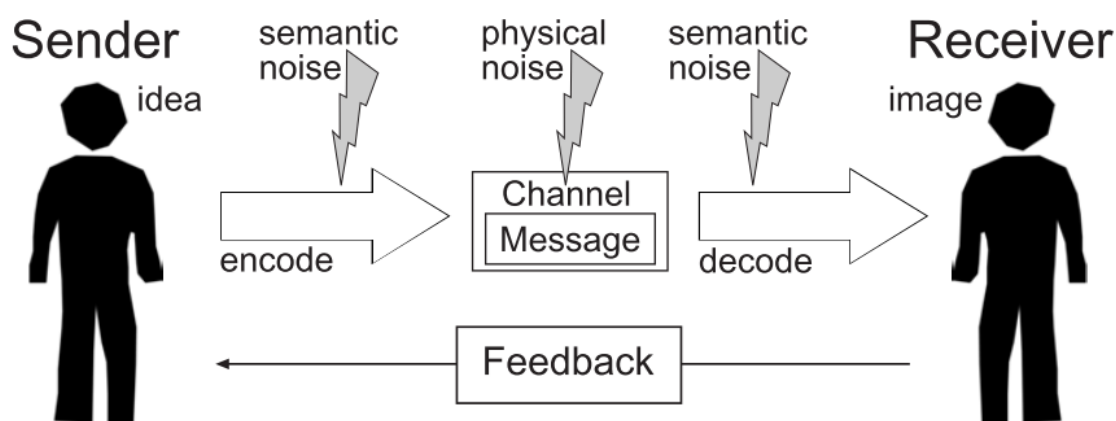 Sender
semantic
noise
physical
noise
semantic
noise
Receiver
idea
image
Channel
Message
encode
decode
Feedback